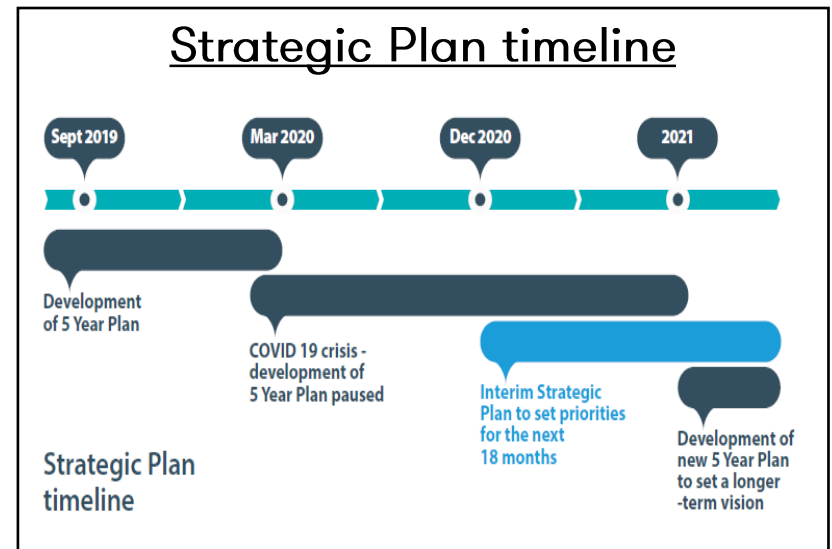 Strategic Plan timeline
Sept 2019
Mar 2020
Dec 2020
2021
Development
of 5 Year Plan
COVID 19 crisis -
development of
5 Year Plan paused
Interim Strategic
Plan to set priorities
for the next
18 months
Development of
new 5 Year Plan
to set a longer
-term vision
Strategic Plan
timeline